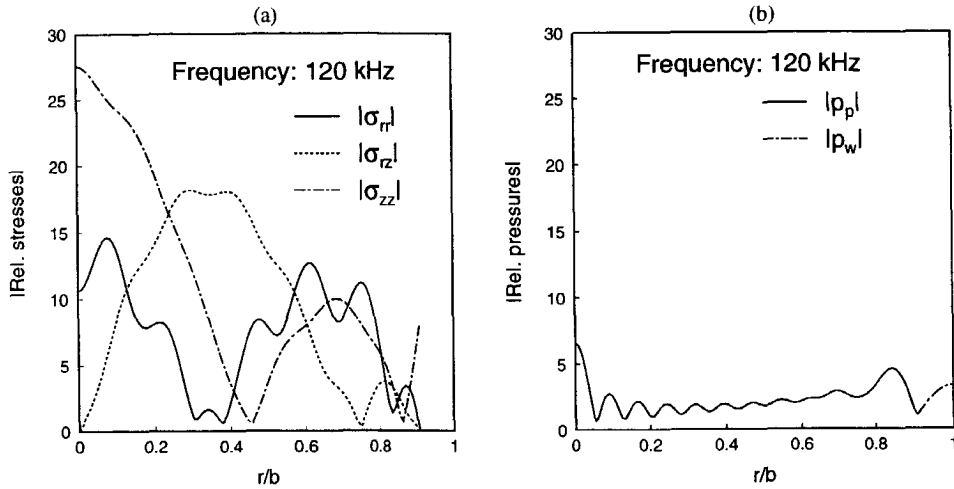 (a)
30
25
20
15
10
5
0
|Rel. stresses|
Frequency: 120 kHz
|σrr|
|σrz|
|σzz|
0 0.2 0.4 0.6 0.8 1
r/b
(b)
30
25
20
15
10
5
0
|Rel. pressures|
Frequency: 120 kHz
|pp|
|pw|
0 0.2 0.4 0.6 0.8 1
r/b